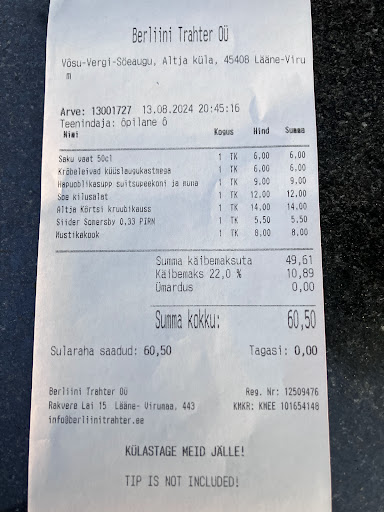 Berliini Trahter OÜ
Võsu-Vergi-Sõeaugu, Altja küla, 45408 Lääne-Viru
m
Arve: 13001727 13.08.2024 20:45:16
Teenindaja: õpilane õ
Nimi Kogus Hind Summa
Saku vaat 50cl 1 TK 6.00 6.00
Krõbeleivad küüslaugukastmega 1 TK 6.00 6.00
Hapuoblikasupp suitsupeekoni ja muna 1 TK 9.00 9.00
Soe kilusalat 1 TK 12.00 12.00
Altja Kõrtsi kruubikauss 1 TK 14.00 14.00
Siider Somersby 0.33 PIRN 1 TK 5.50 5.50
Mustikakook 1 TK 8.00 8.00
Summa käibemaksuta 49,61
Käibemaks 22,0 % 10,89
Ümardus 0,00
Summa kokku: 60,50
Sularaha saadud: 60,50 Tagasi: 0,00
Berliini Trahter OÜ Reg. Nr: 12509476
Rakvere Lai 15 Lääne- Virumaa, 443 KMKR: KMEE 101654148
info@berliinitrahter.ee
KÜLASTAGE MEID JÄLLE!
TIP IS NOT INCLUDED!